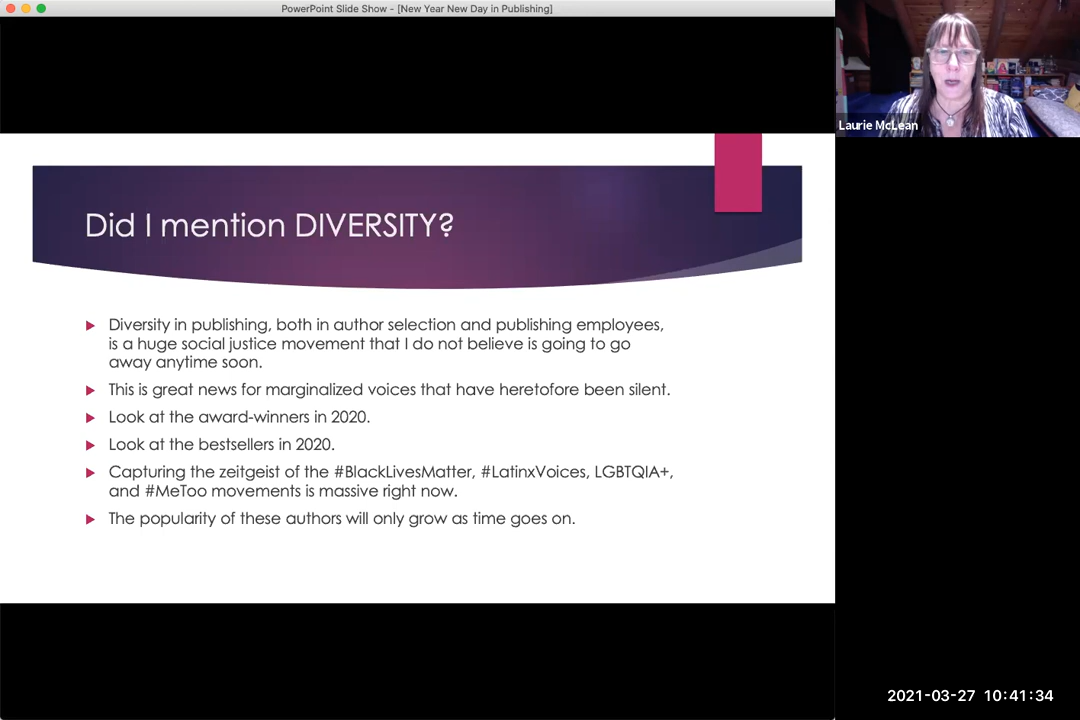 PowerPoint Slide Show - [New Year New Day in Publishing]
Laurie McLean
Did I mention DIVERSITY?
Diversity in publishing, both in author selection and publishing employees,
is a huge social justice movement that I do not believe is going to go
away anytime soon.
This is great news for marginalized voices that have heretofore been silent.
Look at the award-winners in 2020.
Look at the bestsellers in 2020.
Capturing the zeitgeist of the #BlackLivesMatter, #LatinxVoices, LGBTQIA+,
and #MeToo movements is massive right now.
The popularity of these authors will only grow as time goes on.
2021-03-27 10:41:34